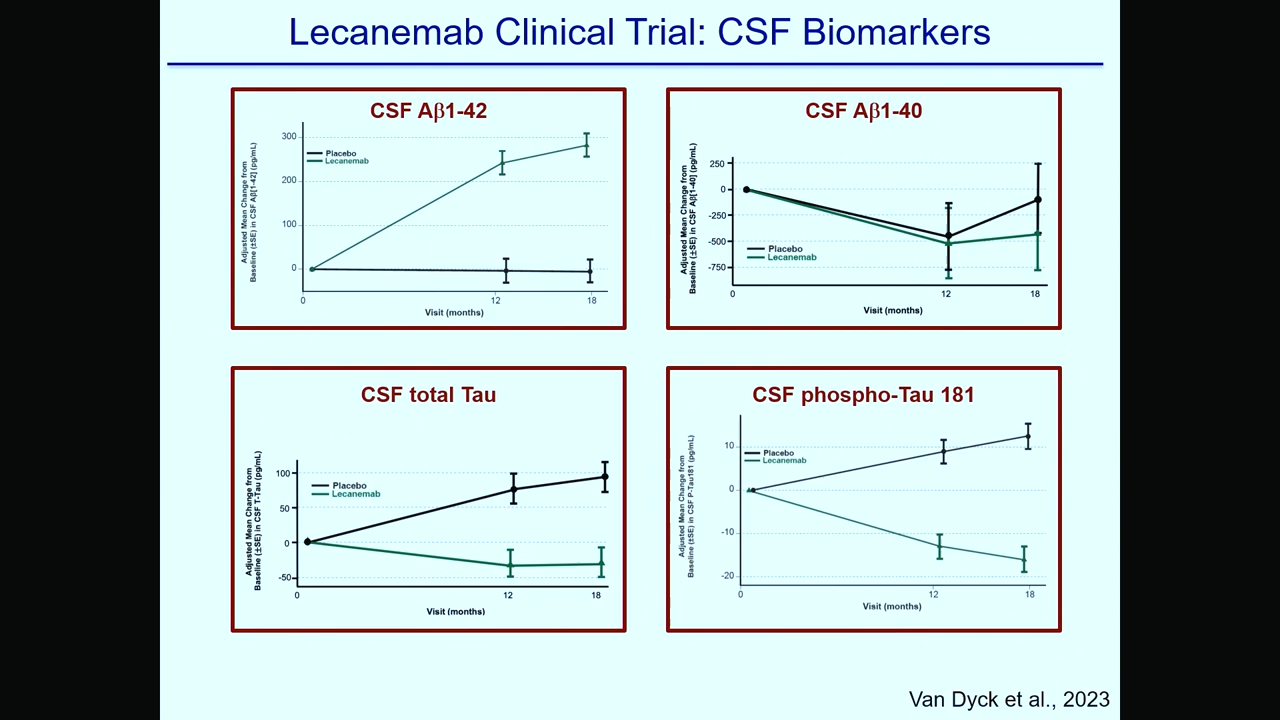 Lecanemab Clinical Trial: CSF Biomarkers
CSF Aβ1-42
Adjusted Mean Change from
Baseline (±SE) in CSF Aβ[1-42] (pg/mL)
300
200
100
0
Placebo
Lecanemab
0
12
18
Visit (months)
CSF Aβ1-40
Adjusted Mean Change from
Baseline (±SE) in CSF Aβ[1-40] (pg/mL)
250
0
-250
-500
-750
Placebo
Lecanemab
0
12
18
Visit (months)
CSF total Tau
Adjusted Mean Change from
Baseline (±SE) in CSF T-Tau (pg/mL)
100
50
0
-50
Placebo
Lecanemab
0
12
18
Visit (months)
CSF phospho-Tau 181
Adjusted Mean Change from
Baseline (±SE) in CSF P-Tau181 (pg/mL)
10
0
-10
-20
Placebo
Lecanemab
0
12
18
Visit (months)
Van Dyck et al., 2023